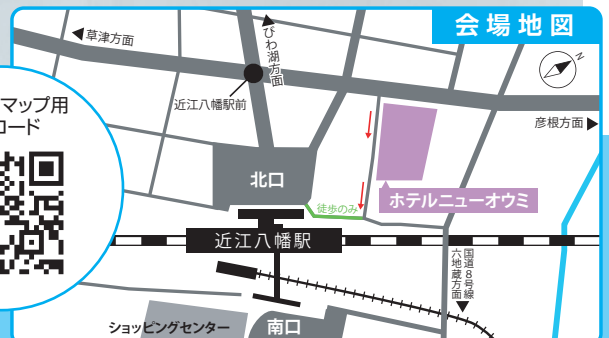 会場地図
草津方面
びわ湖方面
N
マップ用
コード
近江八幡駅前
彦根方面
北口
ホテルニューオウミ
徒歩のみ
近江八幡駅
国道8号線
六地蔵方面
ショッピングセンター
南口